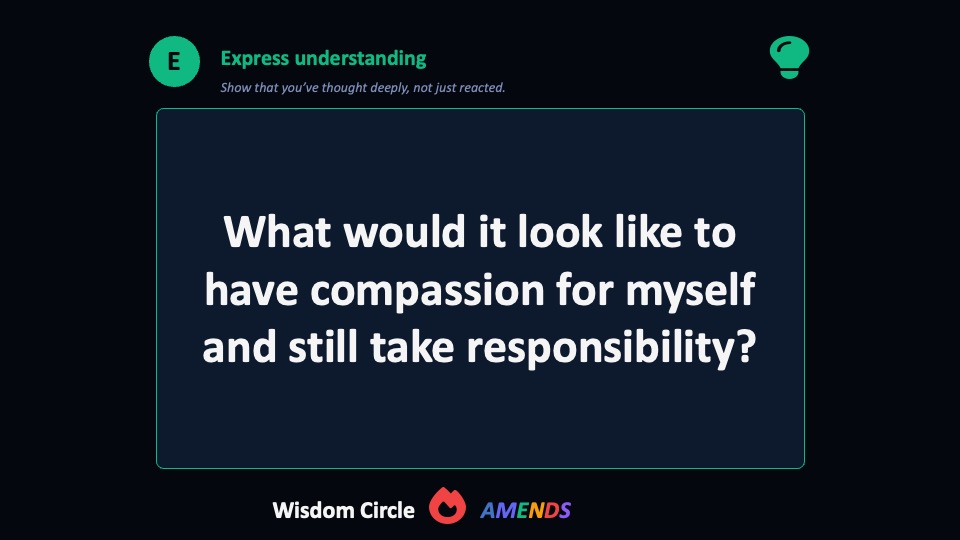 E
Express understanding
Show that you’ve thought deeply, not just reacted.
What would it look like to
have compassion for myself
and still take responsibility?
Wisdom Circle AMENDS